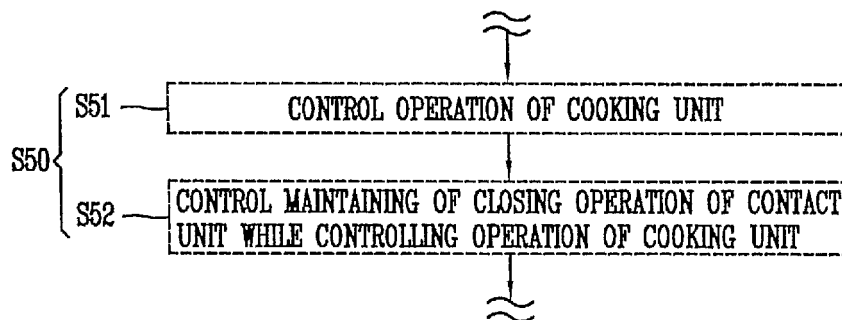 S50
S51
CONTROL OPERATION OF COOKING UNIT
S52
CONTROL MAINTAINING OF CLOSING OPERATION OF CONTACT
UNIT WHILE CONTROLLING OPERATION OF COOKING UNIT